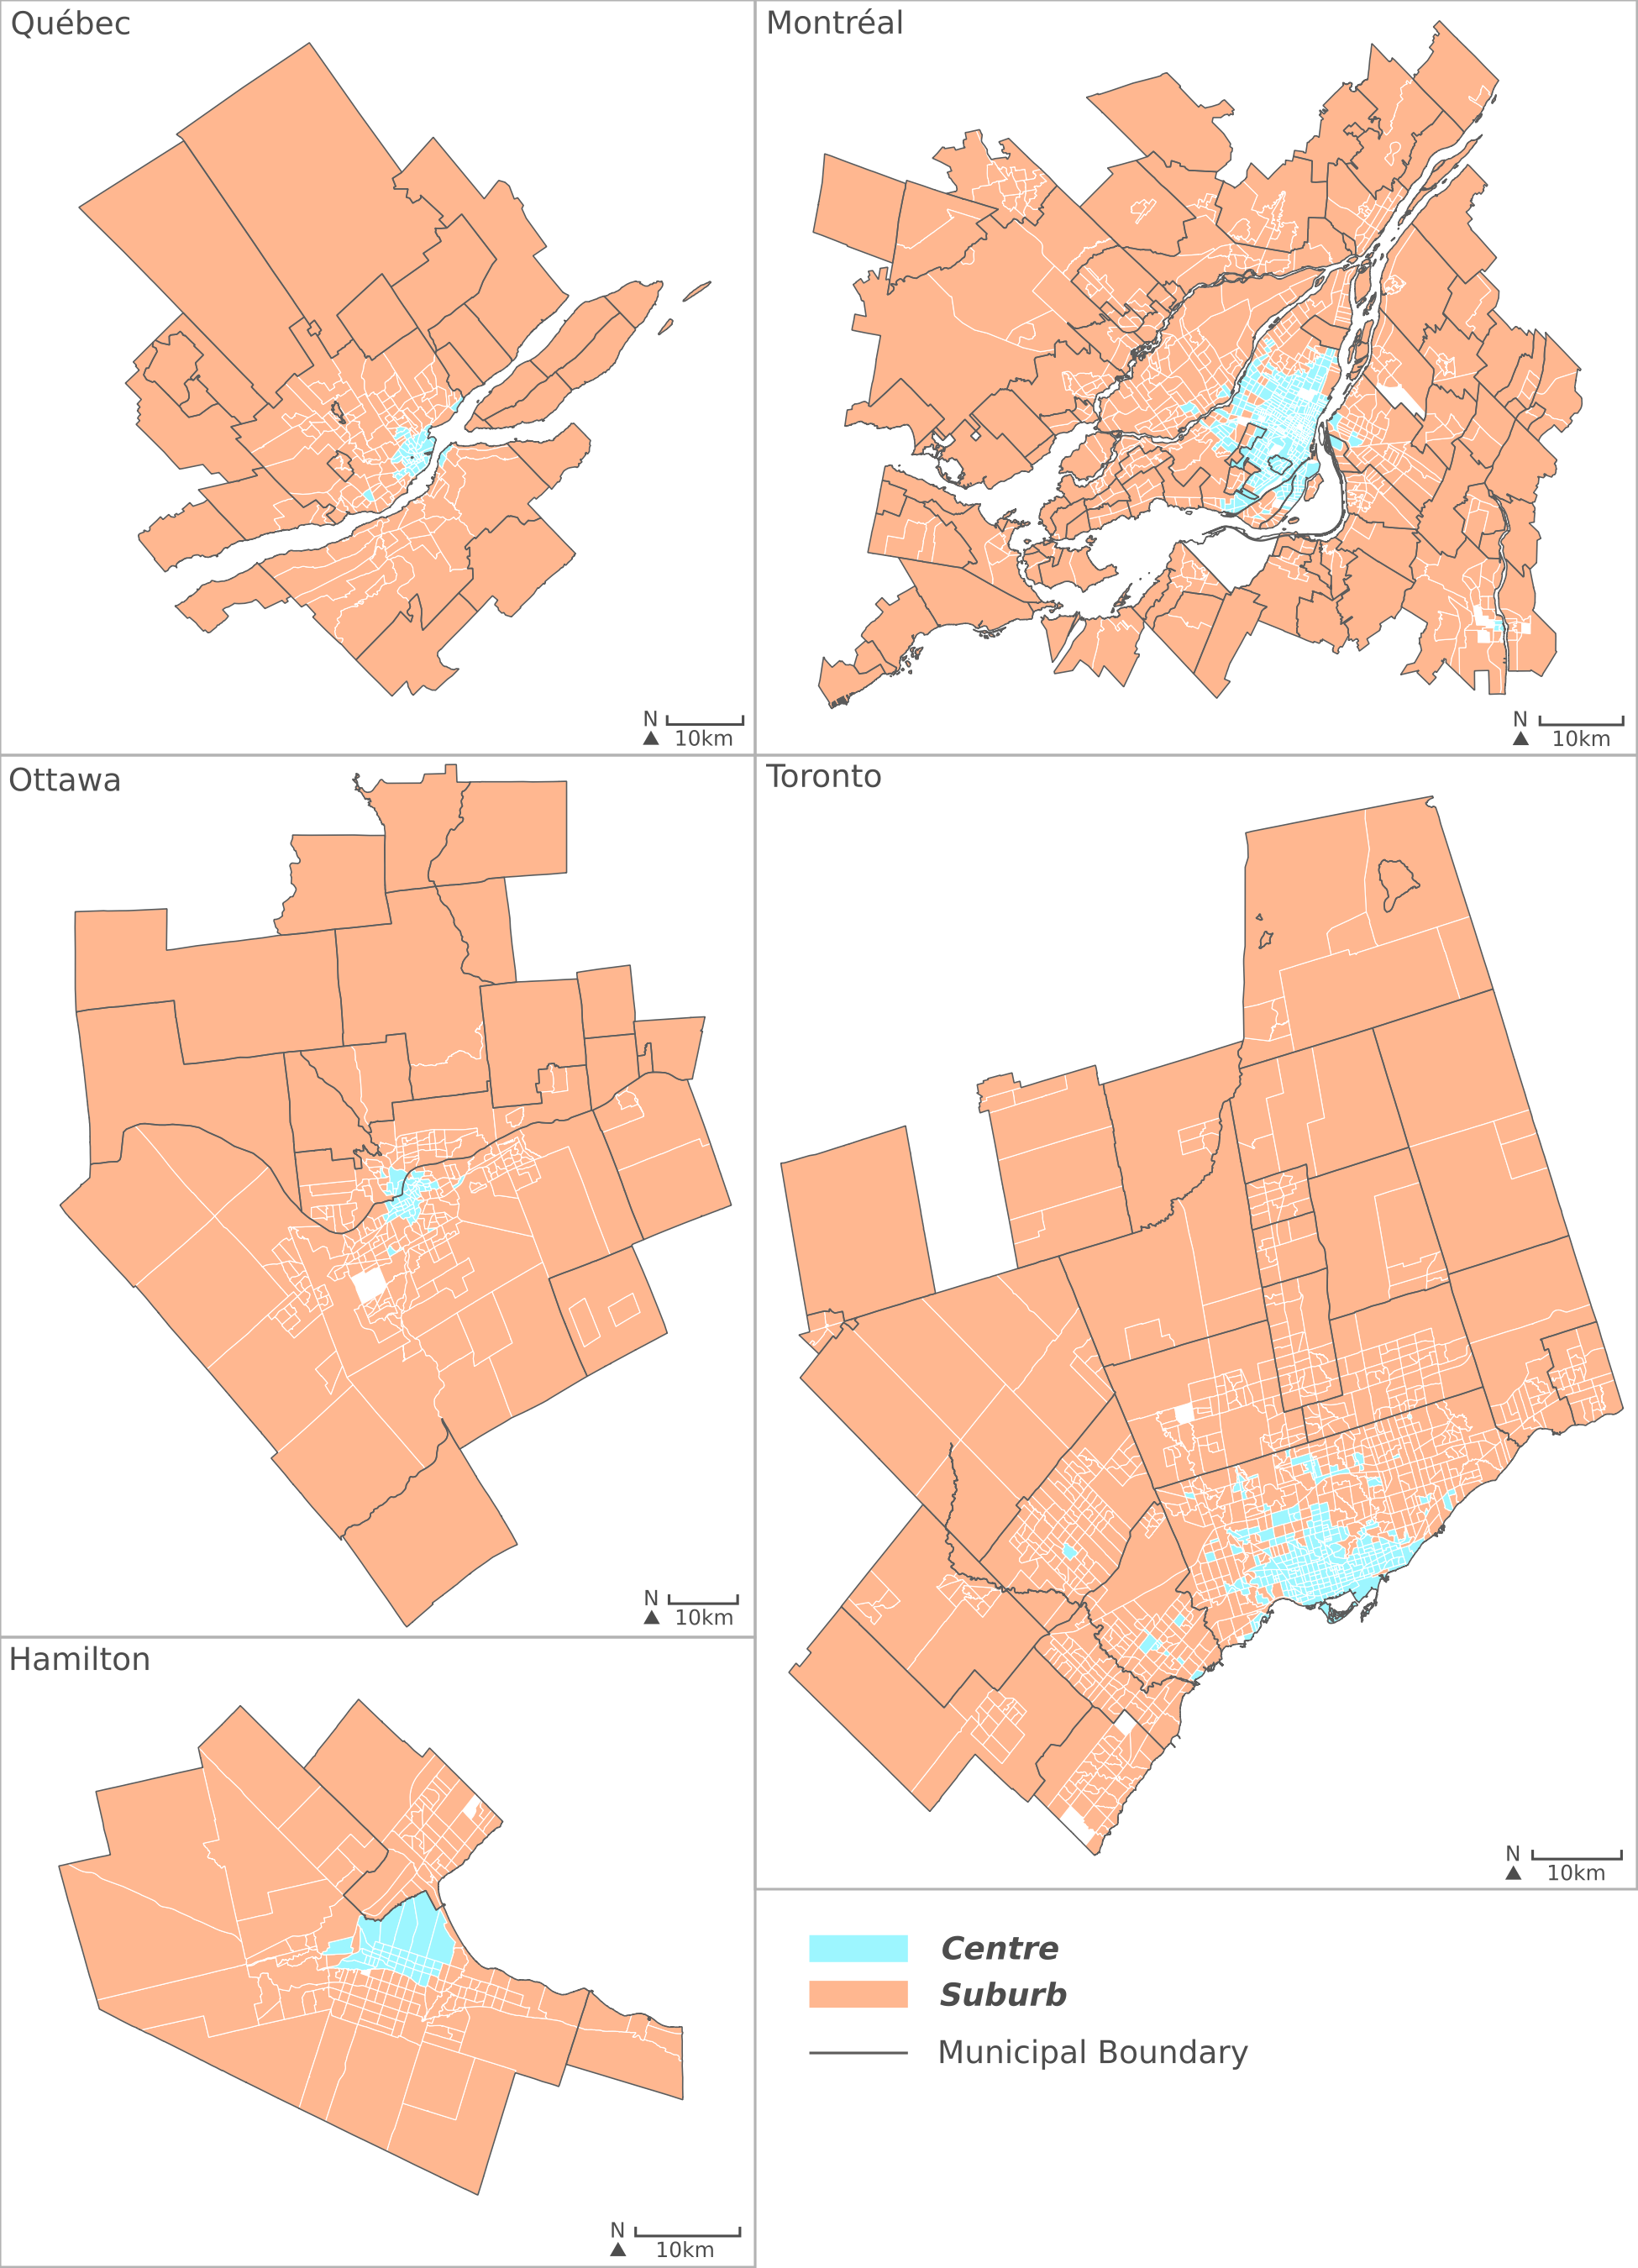 Québec
N
10km
Montréal
N
10km
Ottawa
N
10km
Toronto
N
10km
Hamilton
N
10km
Centre
Suburb
Municipal Boundary